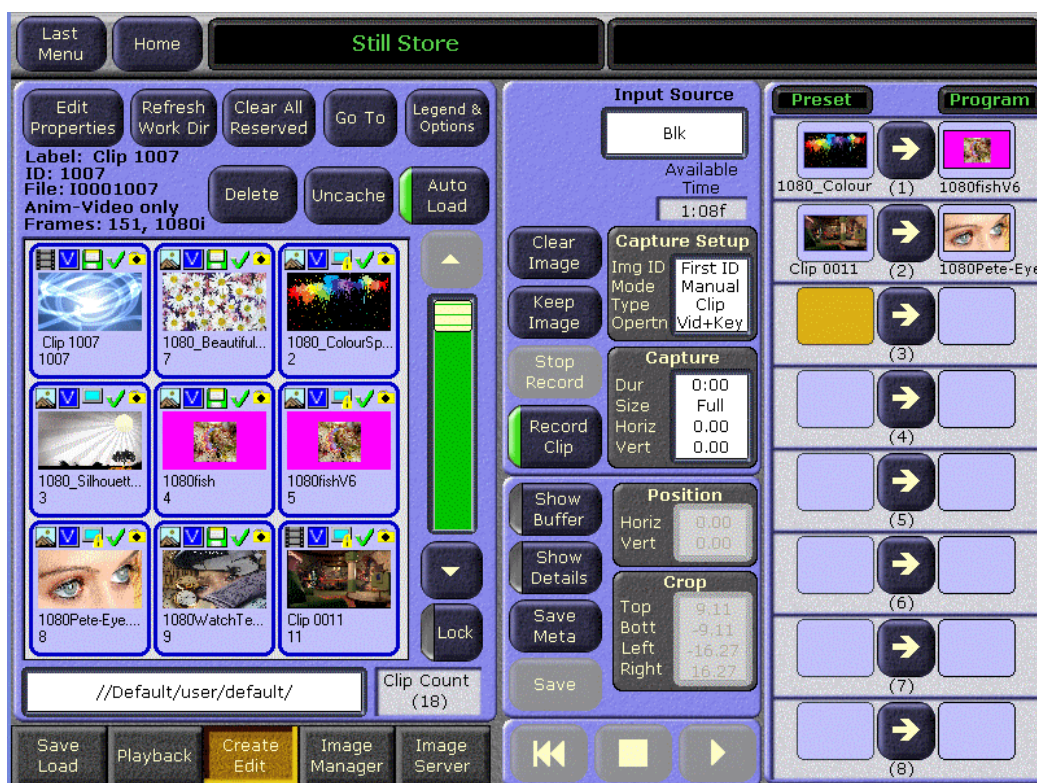 Last Menu
Home
Still Store
Edit Properties
Refresh Work Dir
Clear All Reserved
Go To
Legend & Options
Label: Clip 1007
ID: 1007
File: I0001007
Anim-Video only
Frames: 151, 1080i
Delete
Uncache
Auto Load
Clip 1007
1007
1080_Beautiful...
7
1080_ColourSp...
2
1080_Silhouett...
3
1080fish
4
1080fishV6
5
1080Pete-Eye....
8
1080WatchTe...
9
Clip 0011
11
Lock
//Default/user/default/
Clip Count
(18)
Save Load
Playback
Create Edit
Image Manager
Image Server
Input Source
Blk
Available Time
1:08f
Clear Image
Keep Image
Stop Record
Record Clip
Capture Setup
Img ID First ID
Mode Manual
Type Clip
Opertn Vid+Key
Capture
Dur 0:00
Size Full
Horiz 0.00
Vert 0.00
Show Buffer
Show Details
Save Meta
Save
Position
Horiz 0.00
Vert 0.00
Crop
Top 9.11
Bott -9.11
Left -16.27
Right 16.27
Preset
Program
1080_Colour (1) 1080fishV6
Clip 0011 (2) 1080Pete-Eye
(3)
(4)
(5)
(6)
(7)
(8)